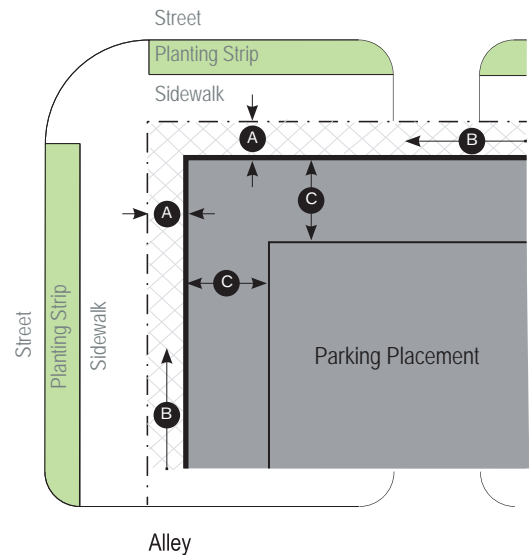 Street
Planting Strip
Sidewalk
A
B
A
C
C
Street
Planting Strip
Sidewalk
Parking Placement
B
Alley